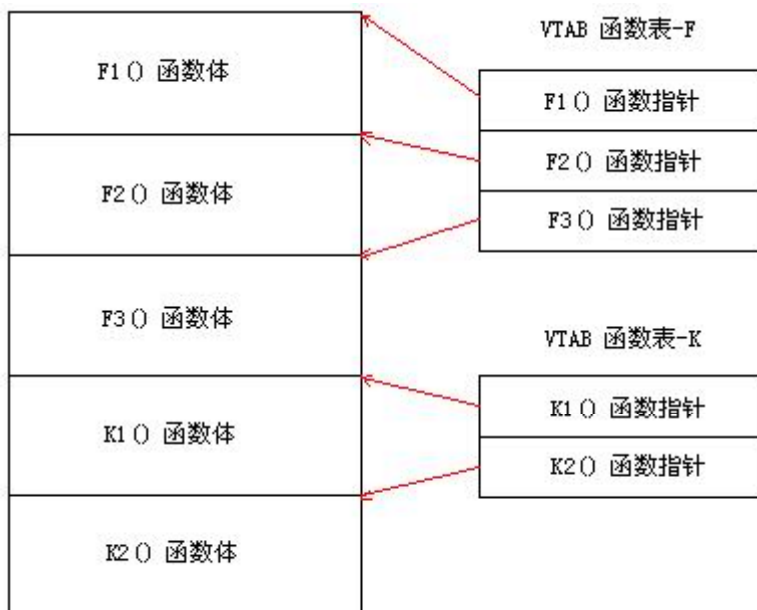 F1() 函数体
F2() 函数体
F3() 函数体
K1() 函数体
K2() 函数体
VTAB 函数表-F
F1() 函数指针
F2() 函数指针
F3() 函数指针
VTAB 函数表-K
K1() 函数指针
K2() 函数指针